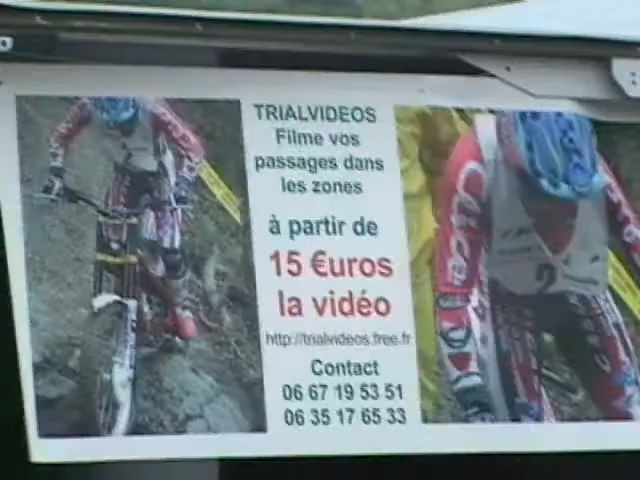 TRIALVIDEOS
Filme vos
passages dans
les zones
à partir de
15 €uros
la vidéo
http://trialvideos.free.fr
Contact
06 67 19 53 51
06 35 17 65 33
2